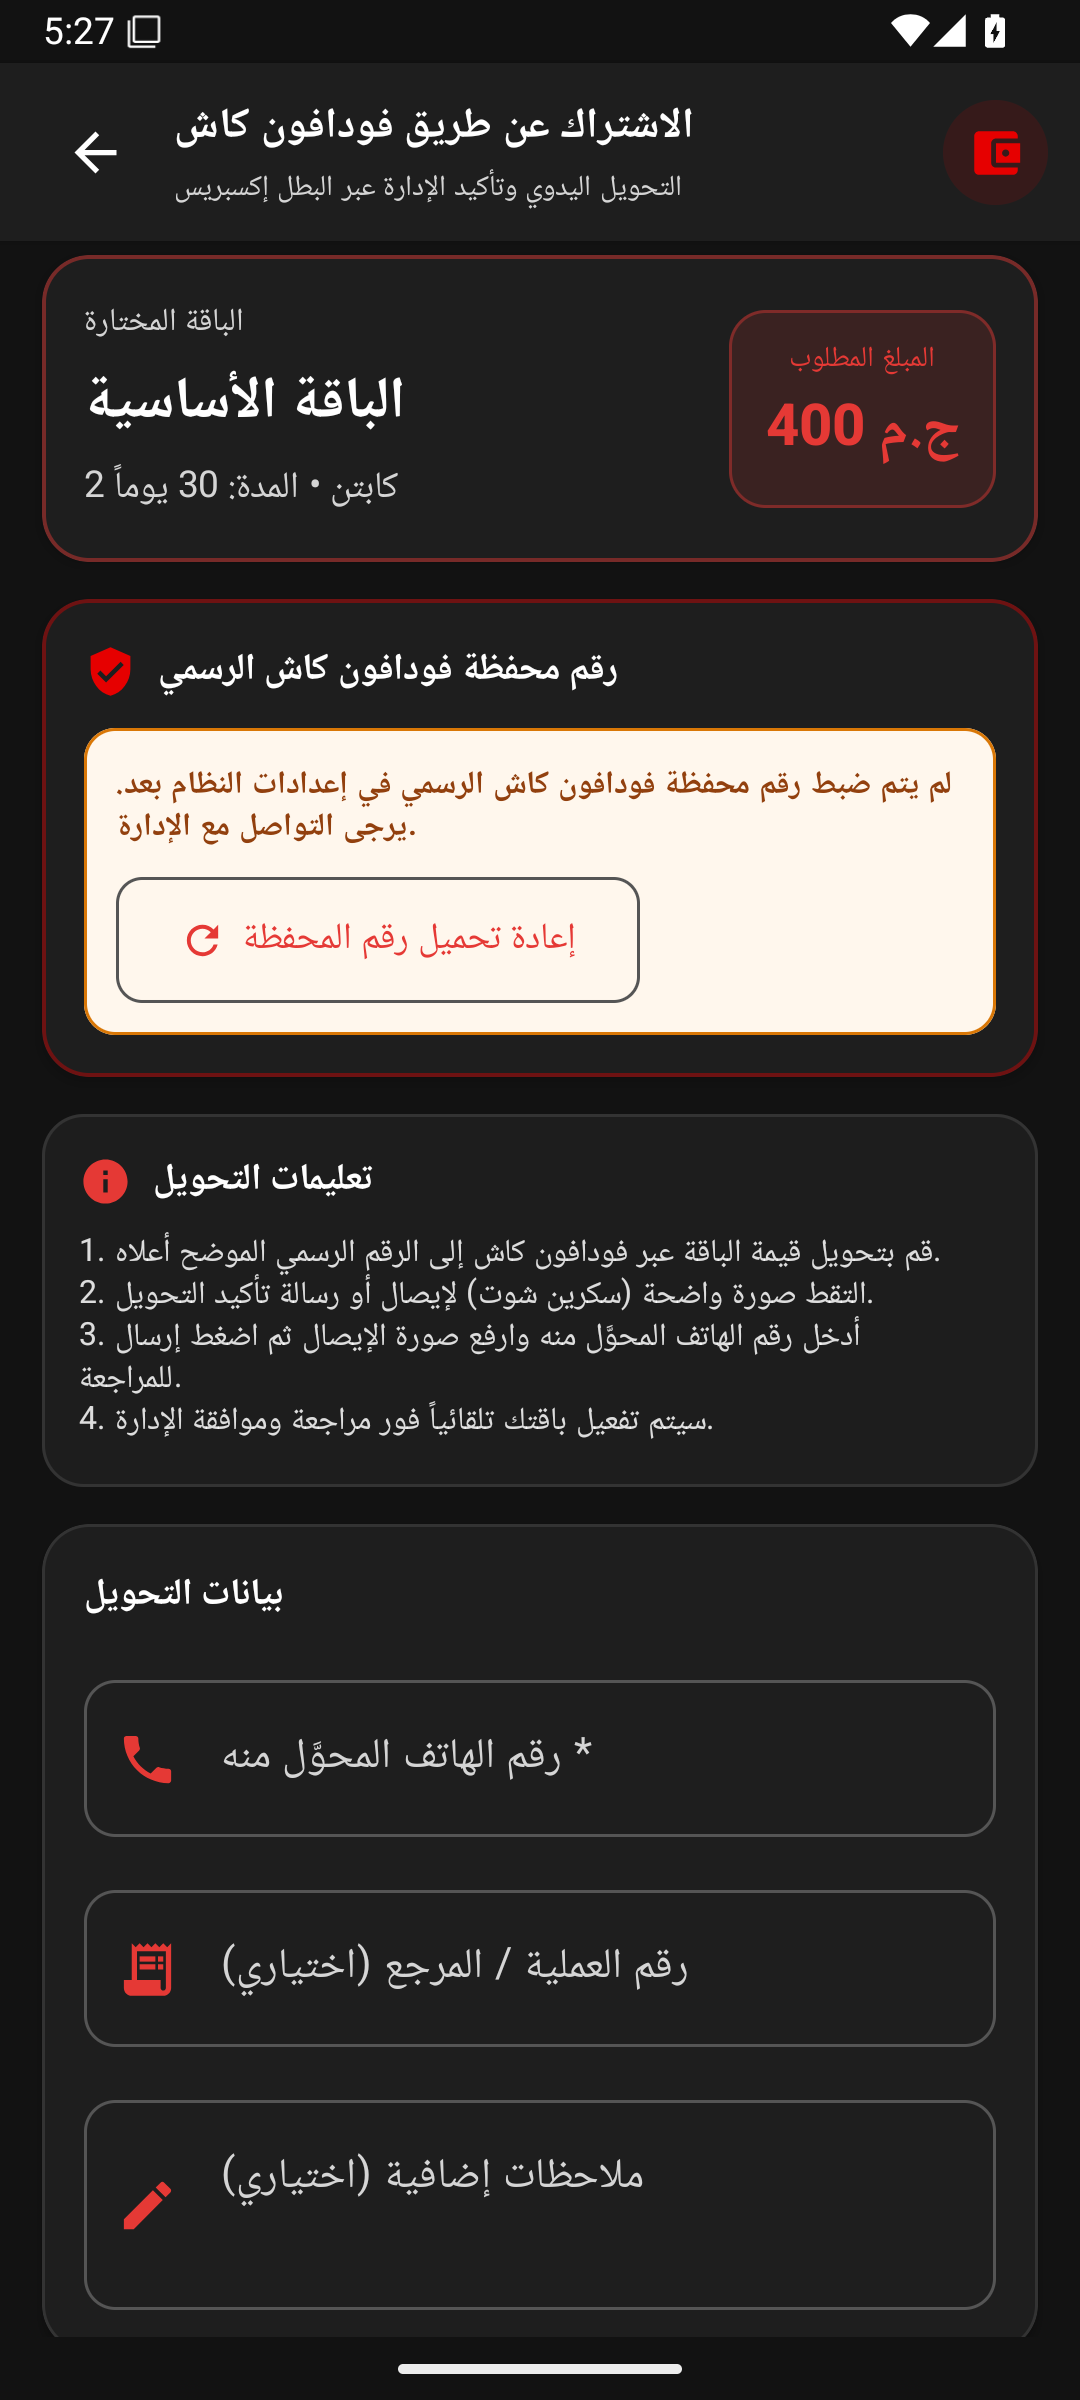 5:27
الاشتراك عن طريق فودافون كاش
التحويل اليدوي وتأكيد الإدارة عبر البطل إكسبريس
الباقة المختارة
الباقة الأساسية
2 كابتن • المدة: 30 يوماً
المبلغ المطلوب
400 ج.م
رقم محفظة فودافون كاش الرسمي
لم يتم ضبط رقم محفظة فودافون كاش الرسمي في إعدادات النظام بعد.
يرجى التواصل مع الإدارة.
إعادة تحميل رقم المحفظة
تعليمات التحويل
1. قم بتحويل قيمة الباقة عبر فودافون كاش إلى الرقم الرسمي الموضح أعلاه.
2. التقط صورة واضحة (سكرين شوت) لإيصال أو رسالة تأكيد التحويل.
3. أدخل رقم الهاتف المحوَّل منه وارفع صورة الإيصال ثم اضغط إرسال
للمراجعة.
4. سيتم تفعيل باقتك تلقائياً فور مراجعة وموافقة الإدارة.
بيانات التحويل
رقم الهاتف المحوَّل منه *
رقم العملية / المرجع (اختياري)
ملاحظات إضافية (اختياري)